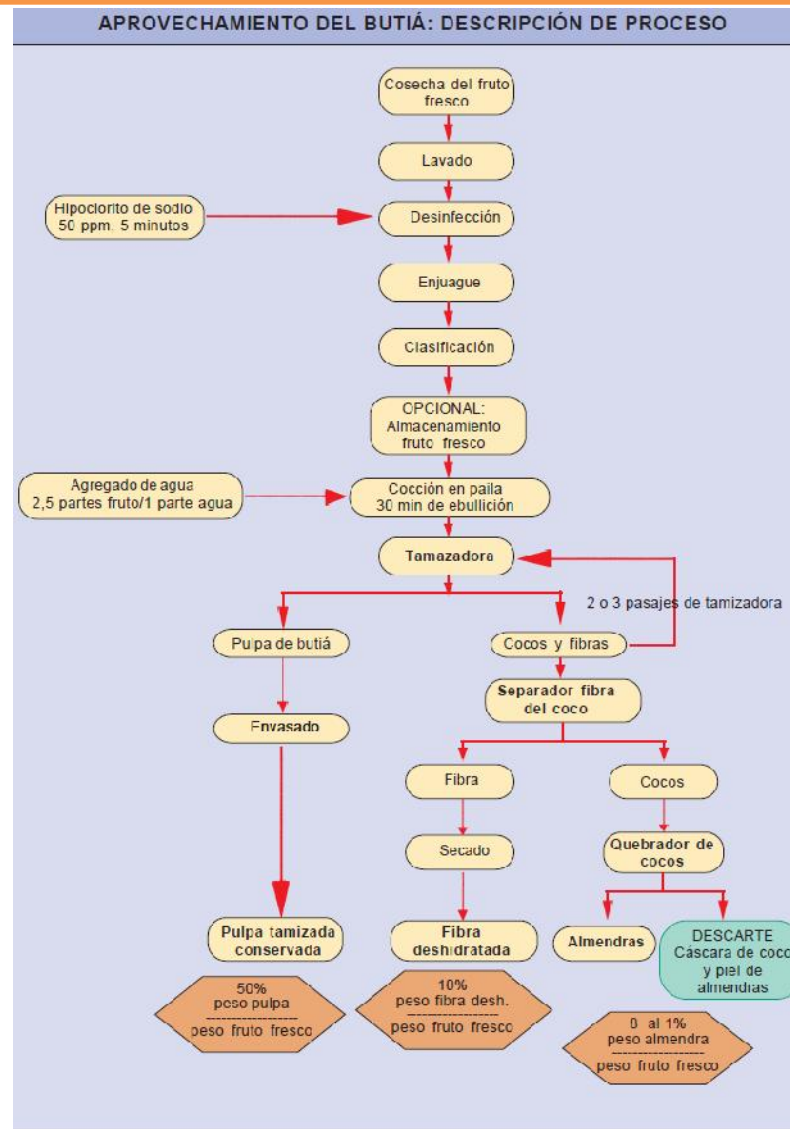 APROVECHAMIENTO DEL BUTIÁ: DESCRIPCIÓN DE PROCESO
Cosecha del fruto
fresco
Lavado
Hipoclorito de sodio
50 ppm. 5 minutos
Desinfección
Enjuague
Clasificación
OPCIONAL:
Almacenamiento
fruto fresco
Agregado de agua
2,5 partes fruto/1 parte agua
Cocción en paila
30 min de ebullición
Tamazadora
2 o 3 pasajes de tamizadora
Pulpa de butiá
Cocos y fibras
Separador fibra
del coco
Envasado
Fibra
Cocos
Secado
Quebrador de
cocos
Pulpa tamizada
conservada
Fibra
deshidratada
Almendras
DESCARTE
Cáscara de coco
y piel de
almendras
50%
peso pulpa
------------------
peso fruto fresco
10%
peso fibra desh.
------------------
peso fruto fresco
0 al 1%
peso almendra
------------------
peso fruto fresco